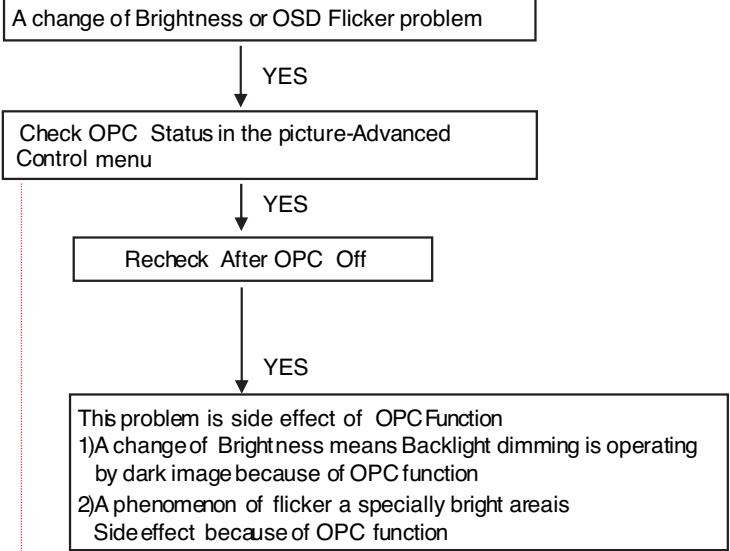 A change of Brightness or OSD Flicker problem
YES
Check OPC Status in the picture-Advanced
Control menu
YES
Recheck After OPC Off
YES
This problem is side effect of OPC Function
1)A change of Brightness means Backlight dimming is operating
by dark image because of OPC function
2)A phenomenon of flicker a specially bright areais
Side effect because of OPC function